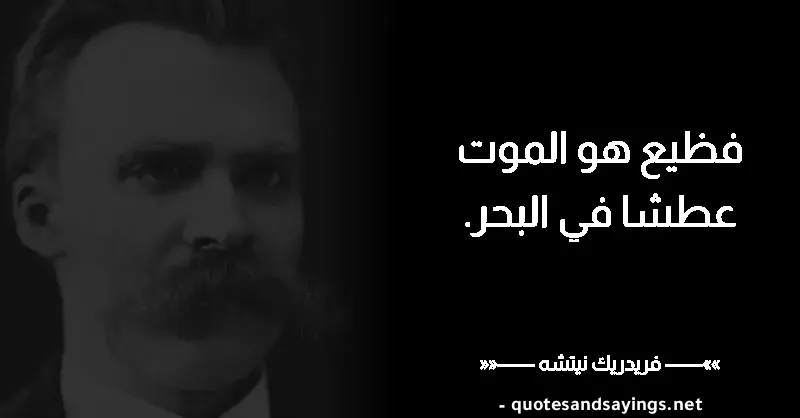 فظيع هو الموت
عطشا في البحر.
»»—— فريدريك نيتشه ——««
- quotesandsayings.net